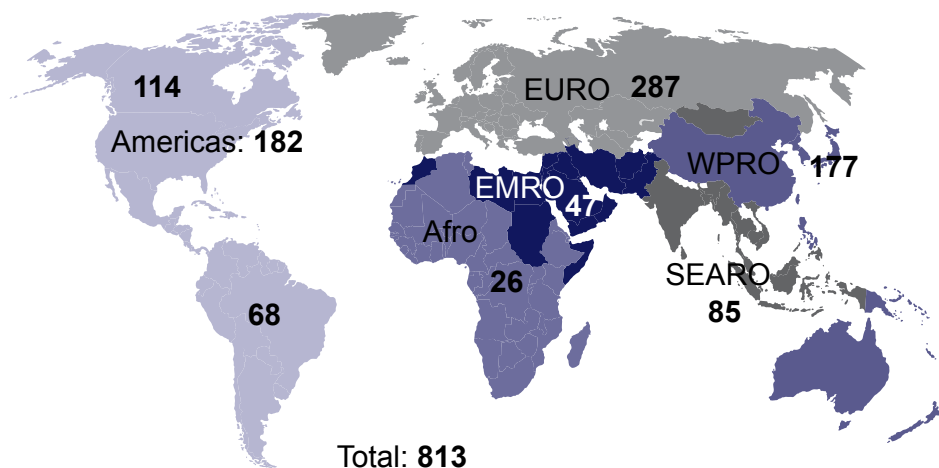 114
EURO 287
Americas: 182
WPRO 177
EMRO
47
Afro
26
SEARO
85
68
Total: 813